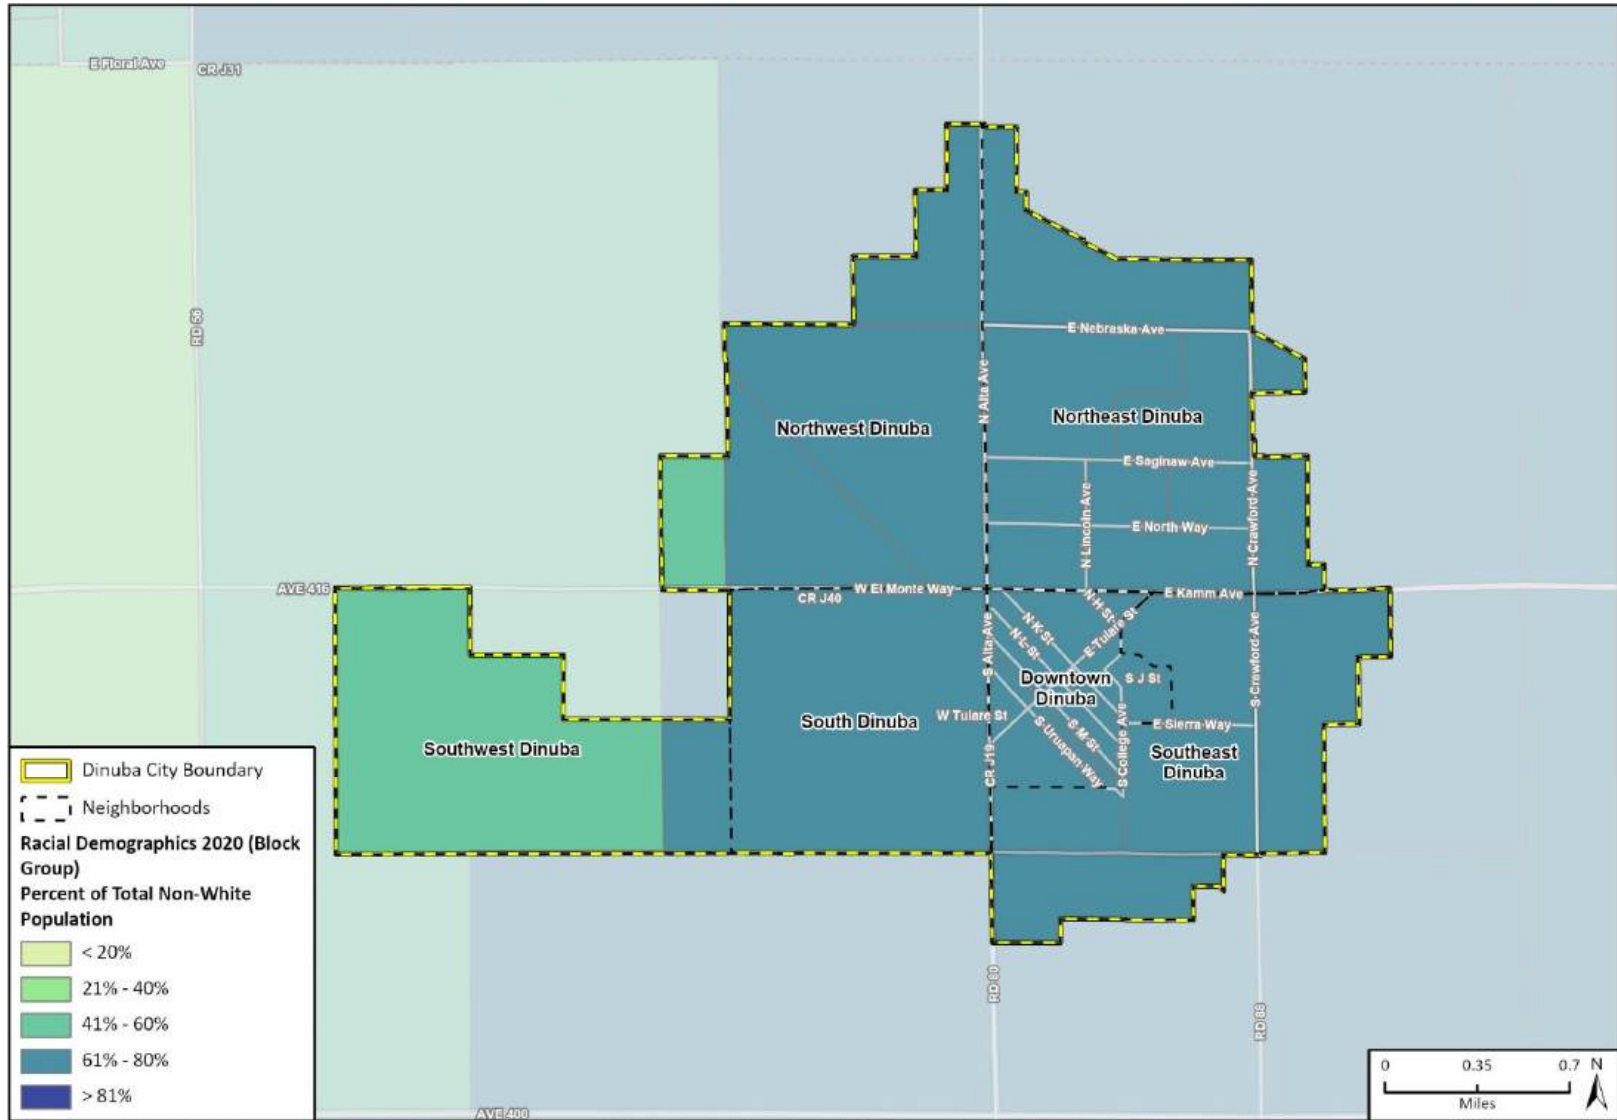 E Floral Ave
CR J31
RD 56
E Nebraska Ave
N Alta Ave
Northwest Dinuba
Northeast Dinuba
E Saginaw Ave
N Lincoln Ave
N Crawford Ave
E North Way
AVE 416
W El Monte Way
CR J40
E Kamm Ave
N H St
E Tulare St
N K St
N L St
S Alta Ave
S Crawford Ave
Downtown
Dinuba
S J St
South Dinuba
W Tulare St
E Sierra Way
Southwest Dinuba
S M St
S Uruapan Way
S College Ave
CR J19
Southeast
Dinuba
RD 80
RD 88
AVE 400
Dinuba City Boundary
Neighborhoods
Racial Demographics 2020 (Block
Group)
Percent of Total Non-White
Population
< 20%
21% - 40%
41% - 60%
61% - 80%
> 81%
0 0.35 0.7 N
Miles